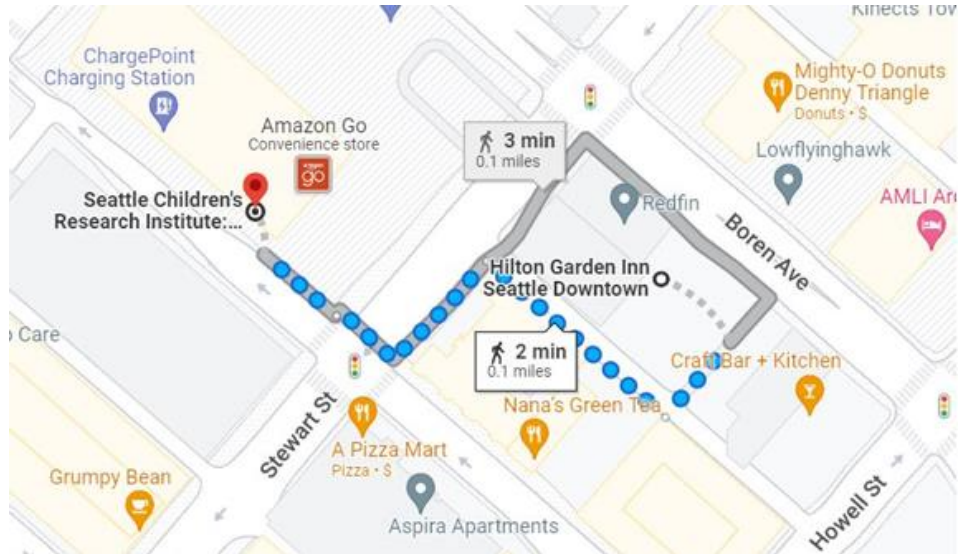 Kinects Tow
ChargePoint
Charging Station
Mighty-O Donuts
Denny Triangle
Donuts • $
Amazon Go
Convenience store
go
3 min
0.1 miles
Lowflyinghawk
Seattle Children's
Research Institute:...
Redfin
AMLI Ar
Boren Ave
Hilton Garden Inn
Seattle Downtown
Care
2 min
0.1 miles
Craft Bar + Kitchen
Nana's Green Tea
Stewart St
A Pizza Mart
Pizza • $
Grumpy Bean
Aspira Apartments
Howell St